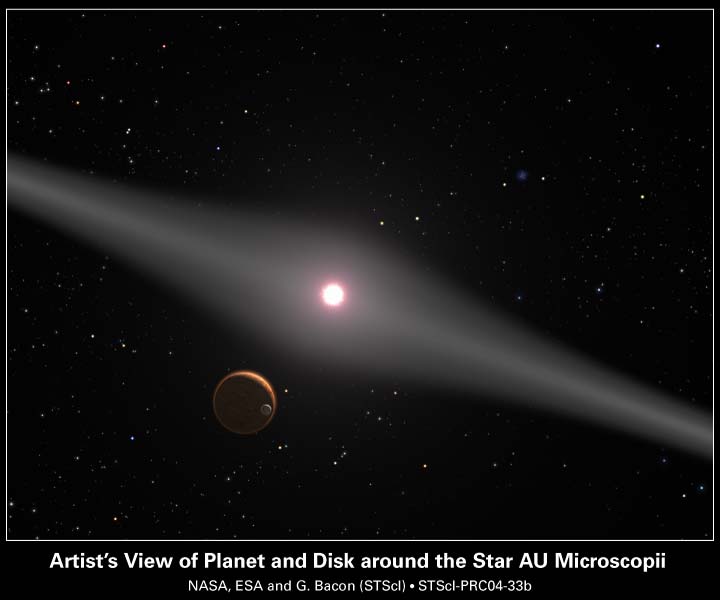 Artist's View of Planet and Disk around the Star AU Microscopii
NASA, ESA and G. Bacon (STScI) • STScI-PRC04-33b